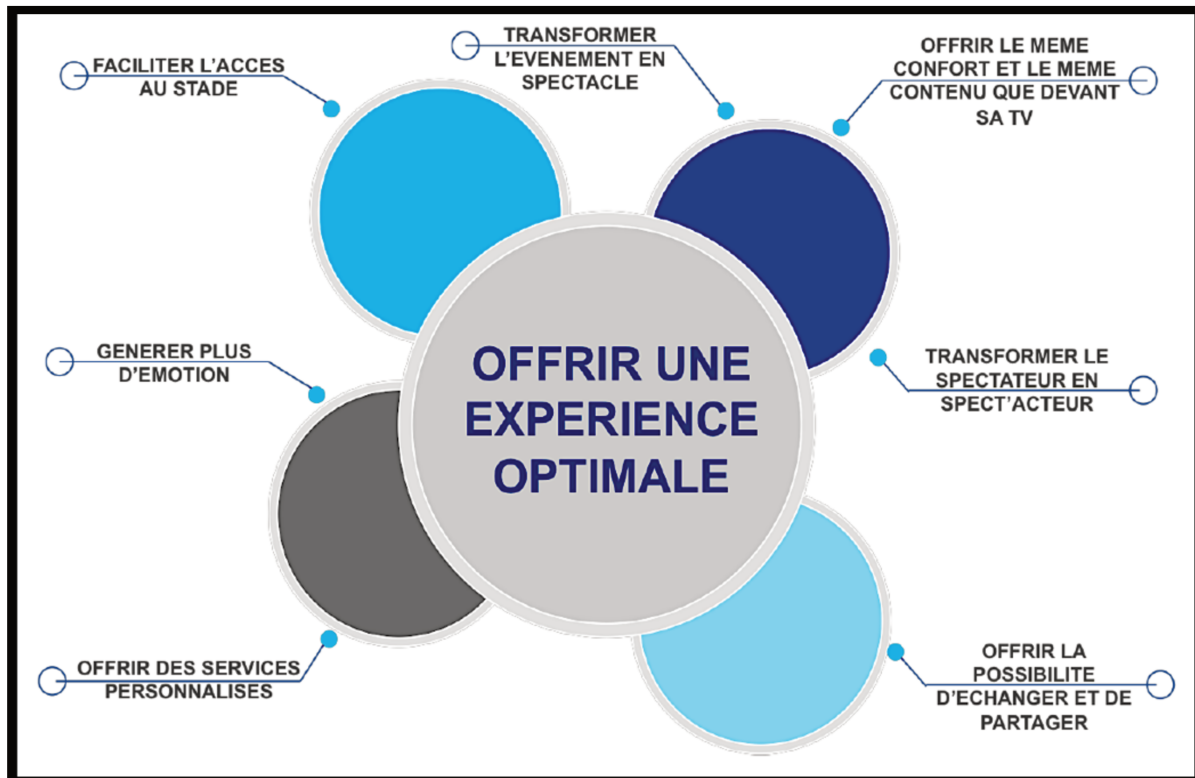 FACILITER L'ACCES
AU STADE
TRANSFORMER
L'EVENEMENT EN
SPECTACLE
OFFRIR LE MEME
CONFORT ET LE MEME
CONTENU QUE DEVANT
SA TV
GENERER PLUS
D'EMOTION
OFFRIR UNE
EXPERIENCE
OPTIMALE
TRANSFORMER LE
SPECTATEUR EN
SPECT'ACTEUR
OFFRIR DES SERVICES
PERSONNALISES
OFFRIR LA
POSSIBILITE
D'ECHANGER ET DE
PARTAGER